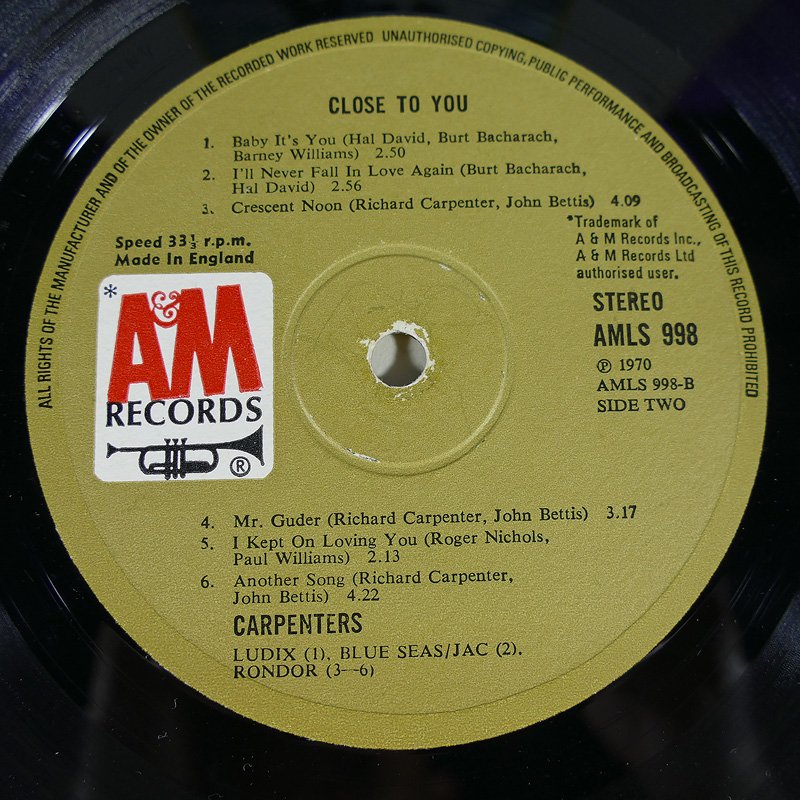 ALL RIGHTS OF THE MANUFACTURER AND OF THE OWNER OF THE RECORDED WORK RESERVED UNAUTHORISED COPYING, PUBLIC PERFORMANCE AND BROADCASTING OF THIS RECORD PROHIBITED
CLOSE TO YOU
1. Baby It's You (Hal David, Burt Bacharach,
Barney Williams) 2.50
2. I'll Never Fall In Love Again (Burt Bacharach,
Hal David) 2.56
3. Crescent Noon (Richard Carpenter, John Bettis) 4.09
Speed 33⅓ r.p.m.
Made In England
*Trademark of
A & M Records Inc.,
A & M Records Ltd
authorised user.
* A&M
RECORDS
®
STEREO
AMLS 998
℗ 1970
AMLS 998-B
SIDE TWO
4. Mr. Guder (Richard Carpenter, John Bettis) 3.17
5. I Kept On Loving You (Roger Nichols,
Paul Williams) 2.13
6. Another Song (Richard Carpenter,
John Bettis) 4.22
CARPENTERS
LUDIX (1), BLUE SEAS/JAC (2).
RONDOR (3—6)